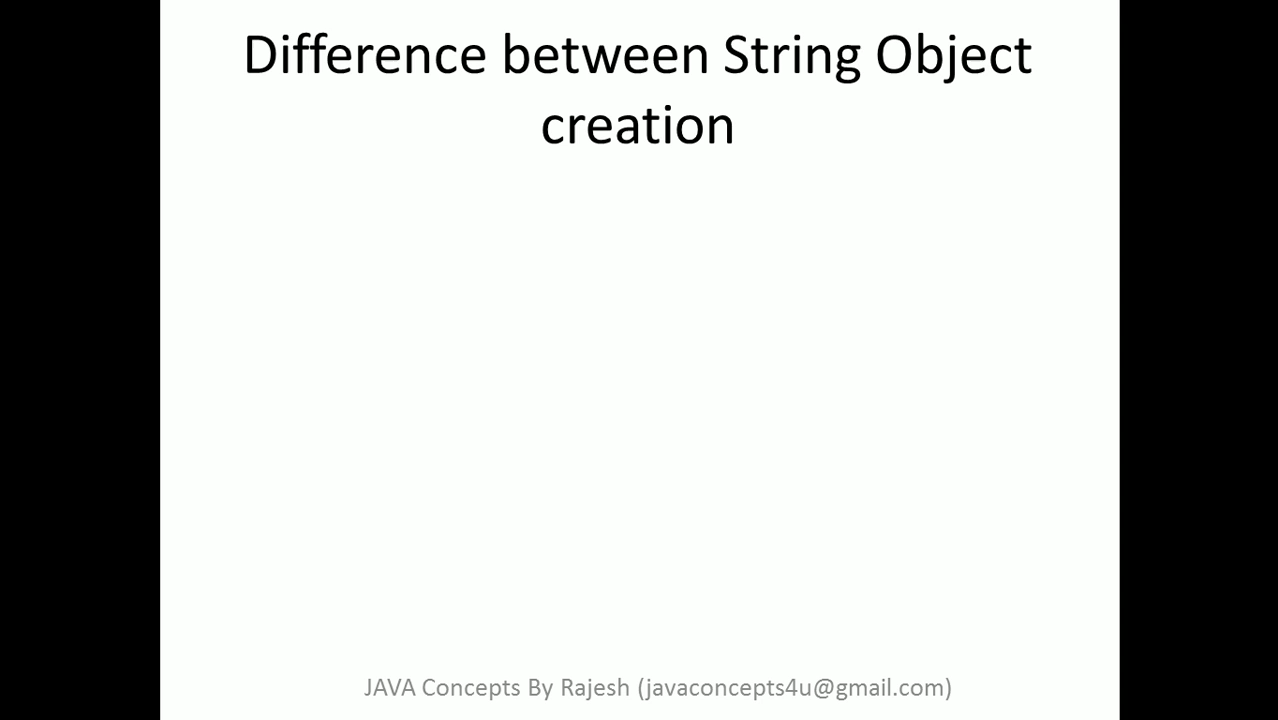 Difference between String Object
creation
JAVA Concepts By Rajesh (javaconcepts4u@gmail.com)